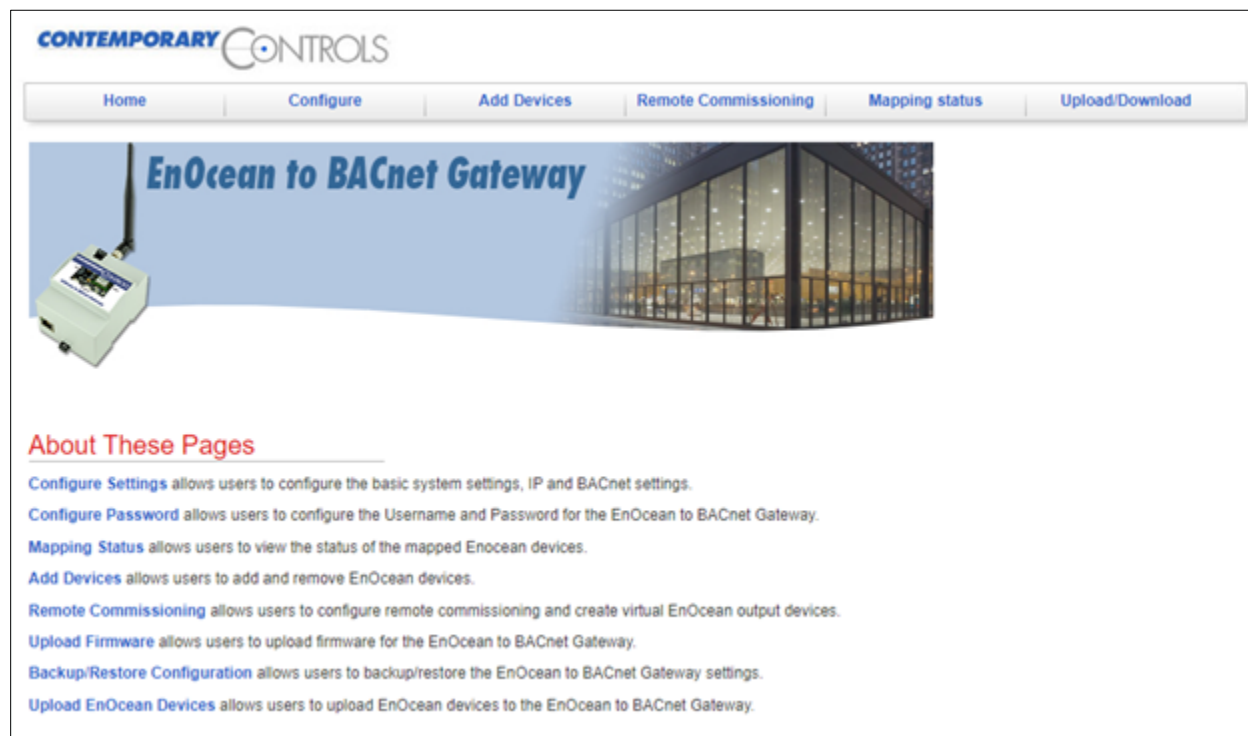 CONTEMPORARY CONTROLS
Home Configure Add Devices Remote Commissioning Mapping status Upload/Download
EnOcean to BACnet Gateway
About These Pages
Configure Settings allows users to configure the basic system settings, IP and BACnet settings.
Configure Password allows users to configure the Username and Password for the EnOcean to BACnet Gateway.
Mapping Status allows users to view the status of the mapped Enocean devices.
Add Devices allows users to add and remove EnOcean devices.
Remote Commissioning allows users to configure remote commissioning and create virtual EnOcean output devices.
Upload Firmware allows users to upload firmware for the EnOcean to BACnet Gateway.
Backup/Restore Configuration allows users to backup/restore the EnOcean to BACnet Gateway settings.
Upload EnOcean Devices allows users to upload EnOcean devices to the EnOcean to BACnet Gateway.